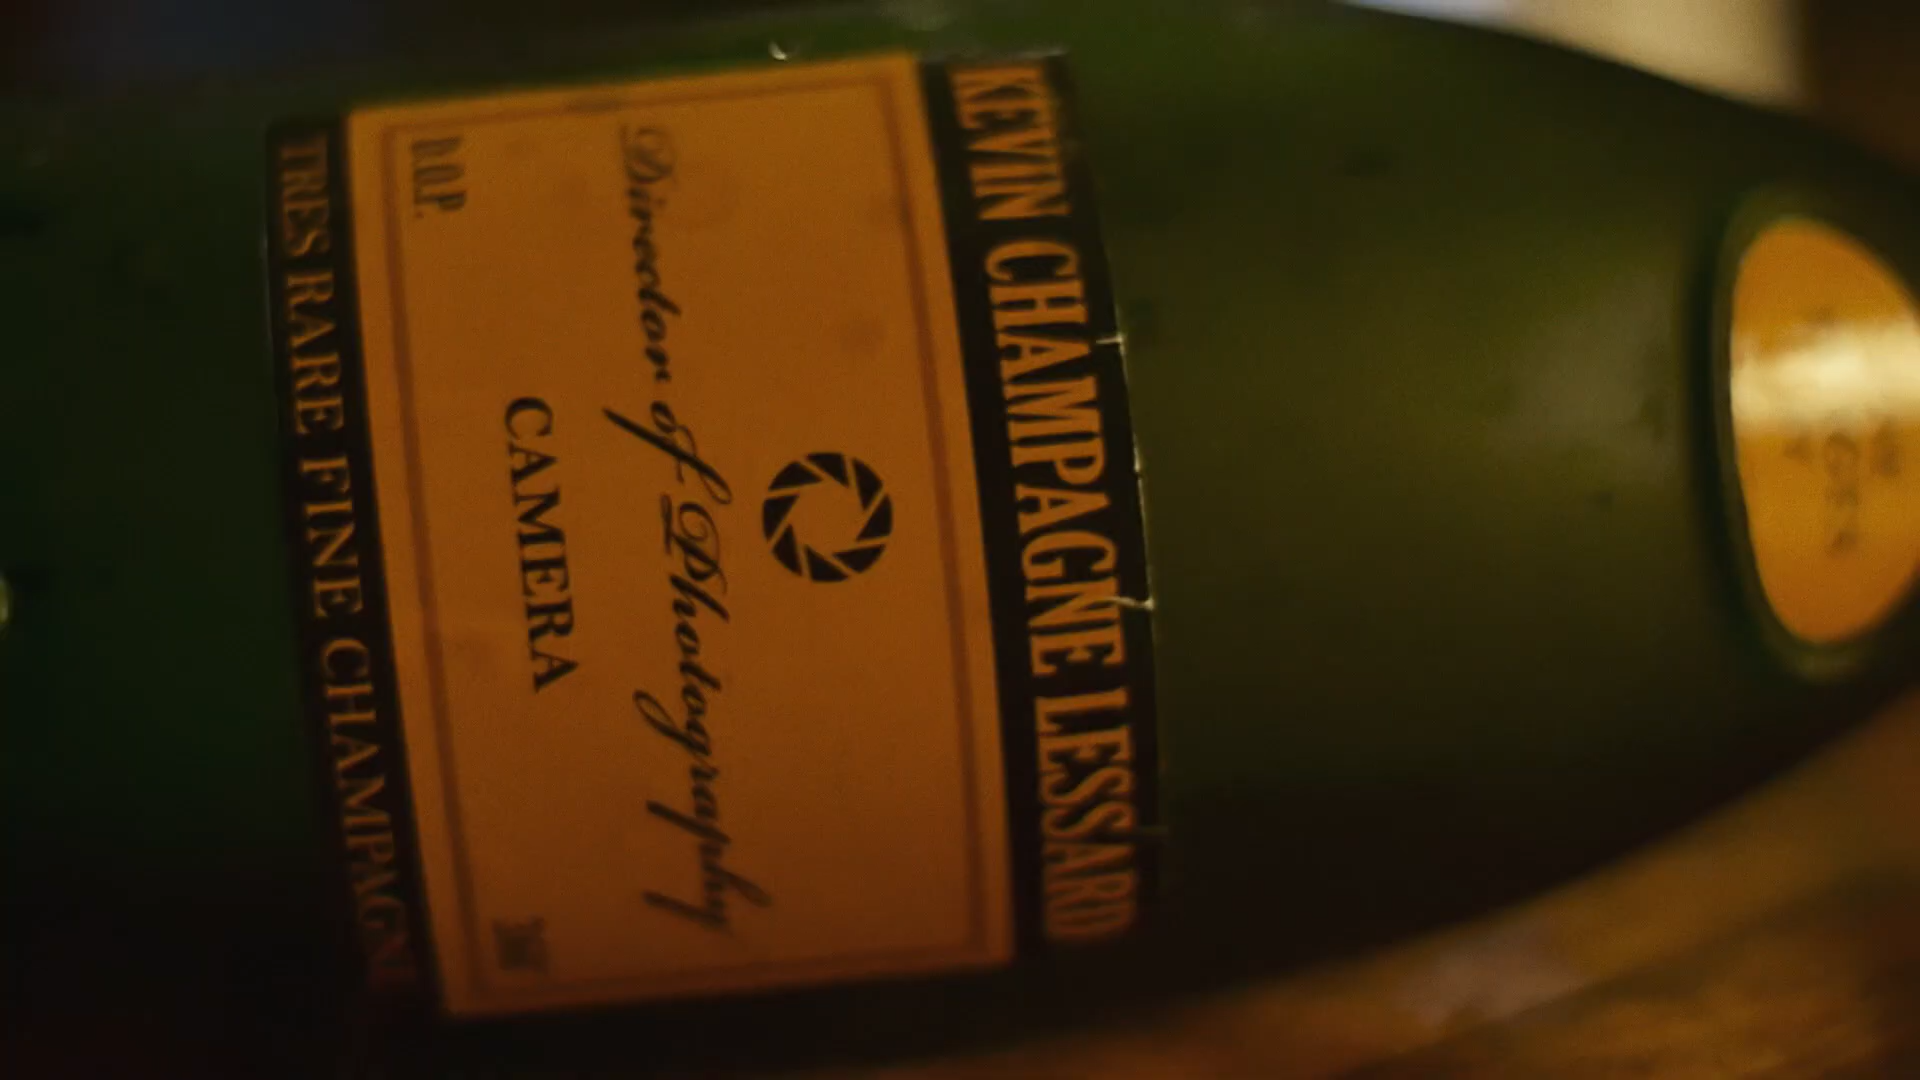 KEVIN CHAMPAGNE LESSARD
Director of Photography
CAMERA
D.O.P.
TRES RARE FINE CHAMPAGNE